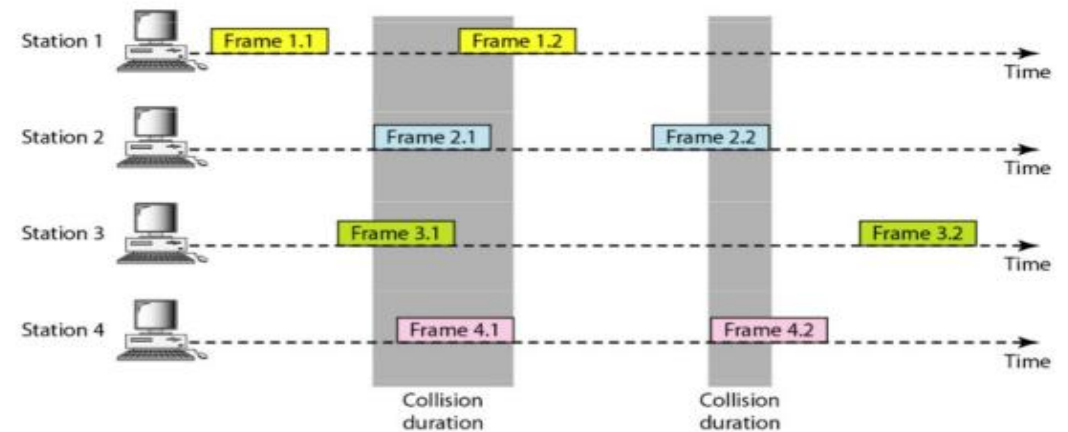 Station 1
Frame 1.1
Frame 1.2
Time
Station 2
Frame 2.1
Frame 2.2
Time
Station 3
Frame 3.1
Frame 3.2
Time
Station 4
Frame 4.1
Frame 4.2
Time
Collision
duration
Collision
duration